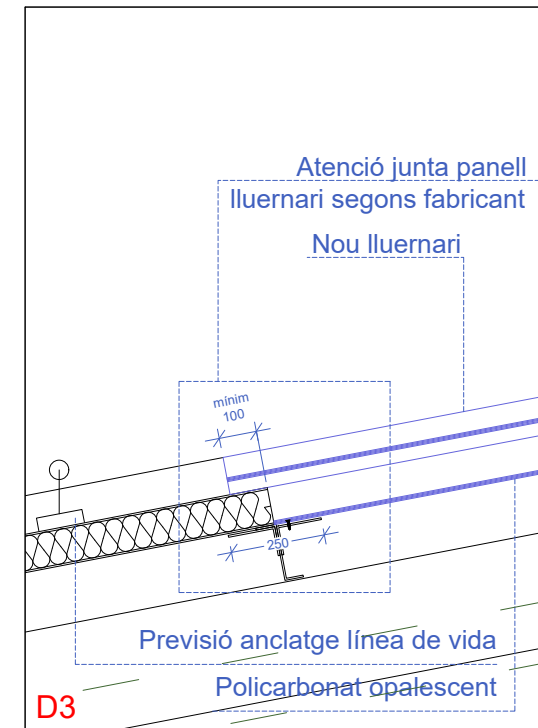 Atenció junta panell
lluernari segons fabricant
Nou lluernari
mínim
100
250
Previsió anclatge línea de vida
Policarbonat opalescent
D3